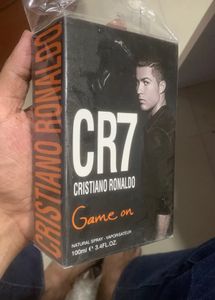 CRISTIANO RONALDO
CR7
CRISTIANO RONALDO
Game on
NATURAL SPRAY - VAPORISATEUR
100ml ℮ 3.4FL.OZ.